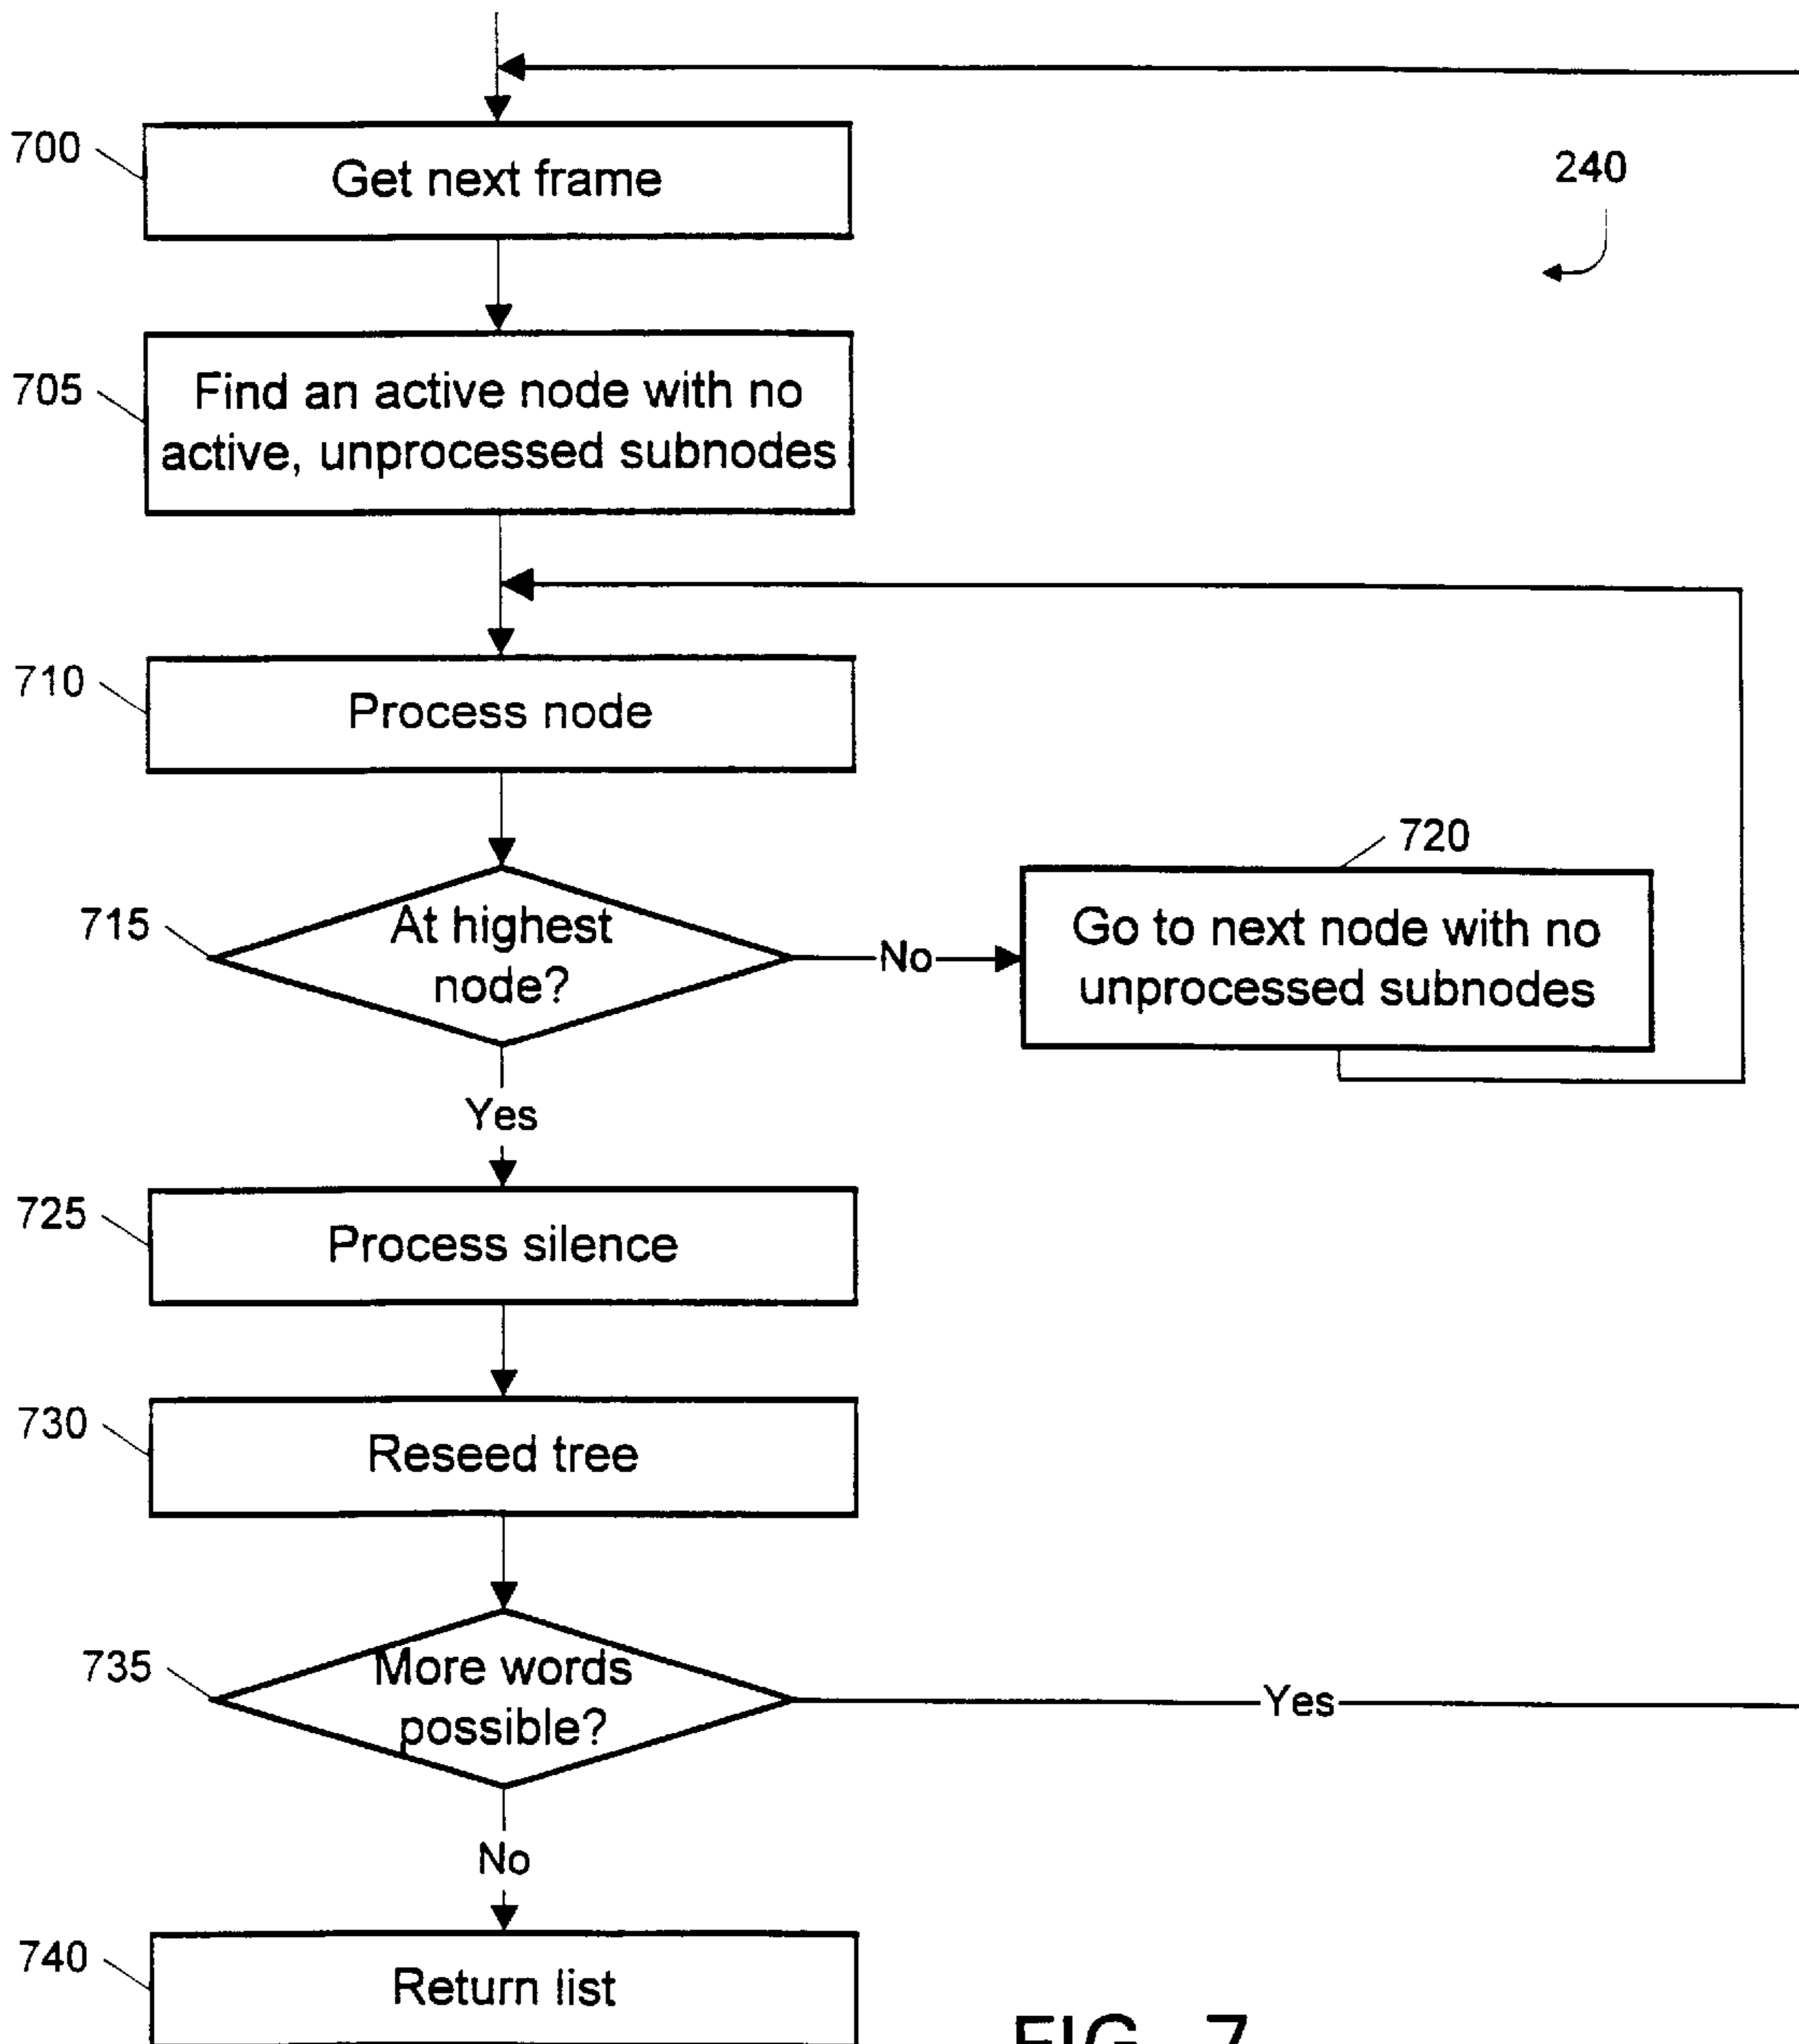 700
Get next frame
240
705
Find an active node with no
active, unprocessed subnodes
710
Process node
720
715
At highest
node?
No
Go to next node with no
unprocessed subnodes
Yes
725
Process silence
730
Reseed tree
735
More words
possible?
Yes
No
740
Return list
FIG. 7